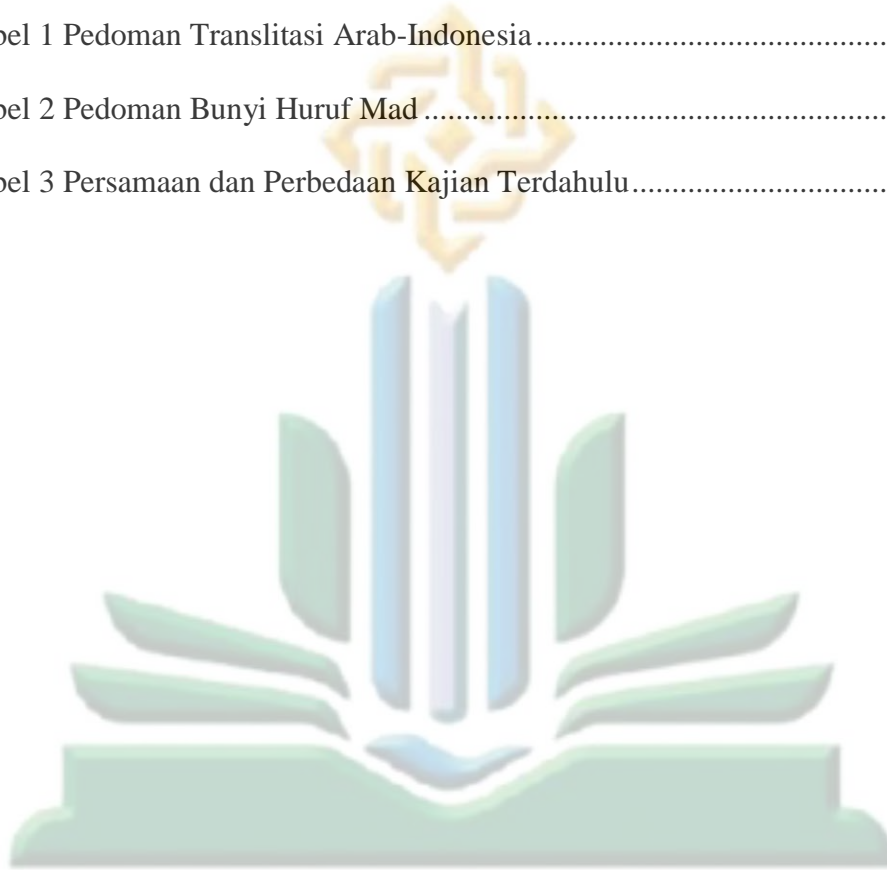 bel 1 Pedoman Translitasi Arab-Indonesia............................................
bel 2 Pedoman Bunyi Huruf Mad..........................................................
bel 3 Persamaan dan Perbedaan Kajian Terdahulu................................